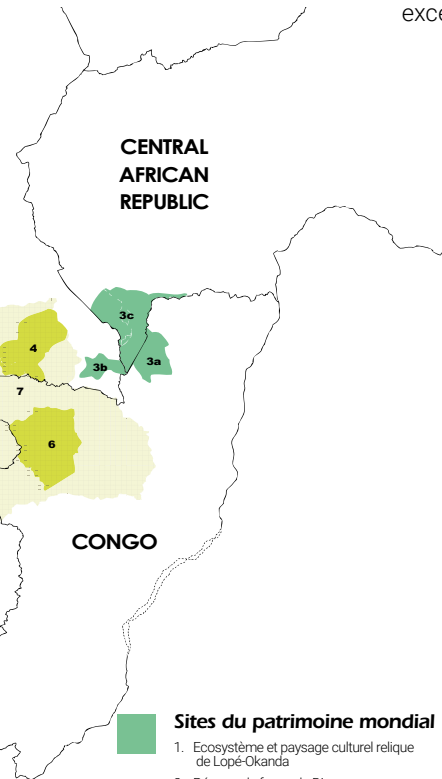 CENTRAL
AFRICAN
REPUBLIC
3c
3a
3b
4
7
6
CONGO
Sites du patrimoine mondial
1. Ecosystème et paysage culturel relique
de Lopé-Okanda